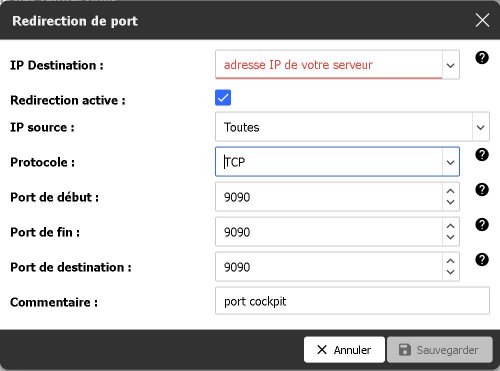 Redirection de port
IP Destination : adresse IP de votre serveur
Redirection active :
IP source : Toutes
Protocole : TCP
Port de début : 9090
Port de fin : 9090
Port de destination : 9090
Commentaire : port cockpit
Annuler Sauvegarder